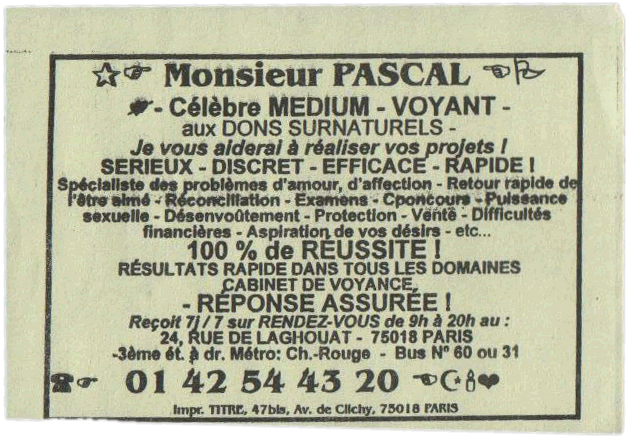 Monsieur PASCAL
- Célèbre MEDIUM - VOYANT -
aux DONS SURNATURELS -
Je vous aiderai à réaliser vos projets !
SERIEUX - DISCRET - EFFICACE - RAPIDE !
Spécialiste des problèmes d'amour, d'affection - Retour rapide de
l'être aimé - Réconciliation - Examens - Cponcours - Puissance
sexuelle - Désenvoûtement - Protection - Vente - Difficultés
financières - Aspiration de vos désirs - etc...
100 % de RÉUSSITE !
RÉSULTATS RAPIDE DANS TOUS LES DOMAINES
CABINET DE VOYANCE
- RÉPONSE ASSURÉE !
Reçoit 7j / 7 sur RENDEZ-VOUS de 9h à 20h au :
24, RUE DE LAGHOUAT - 75018 PARIS
-3ème ét. à dr. Métro: Ch.-Rouge - Bus N° 60 ou 31
01 42 54 43 20
Impr. TITRE, 47bis, Av. de Clichy, 75018 PARIS